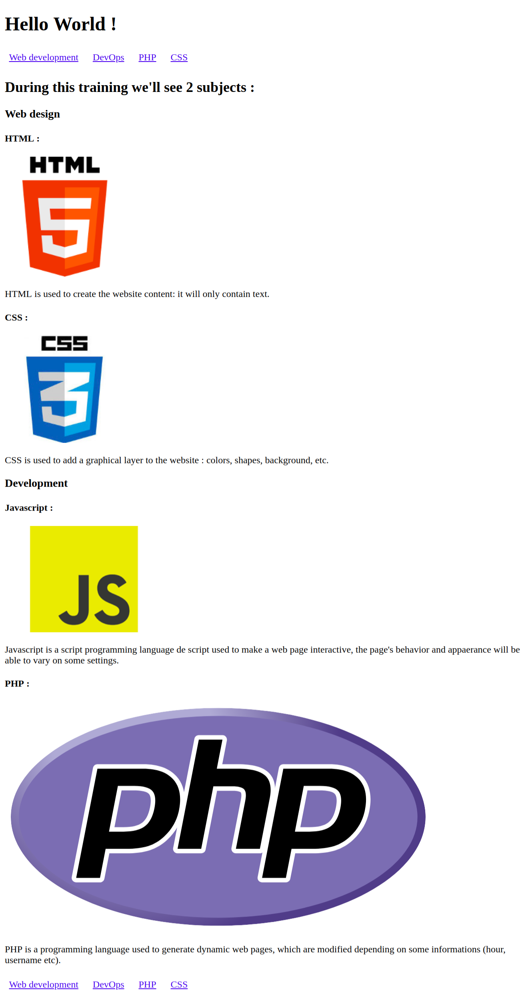 Hello World !
Web development DevOps PHP CSS
During this training we'll see 2 subjects :
Web design
HTML :
HTML
5
HTML is used to create the website content: it will only contain text.
CSS :
CSS
3
CSS is used to add a graphical layer to the website : colors, shapes, background, etc.
Development
Javascript :
JS
Javascript is a script programming language de script used to make a web page interactive, the page's behavior and appaerance will be
able to vary on some settings.
PHP :
php
PHP is a programming language used to generate dynamic web pages, which are modified depending on some informations (hour,
username etc).
Web development DevOps PHP CSS